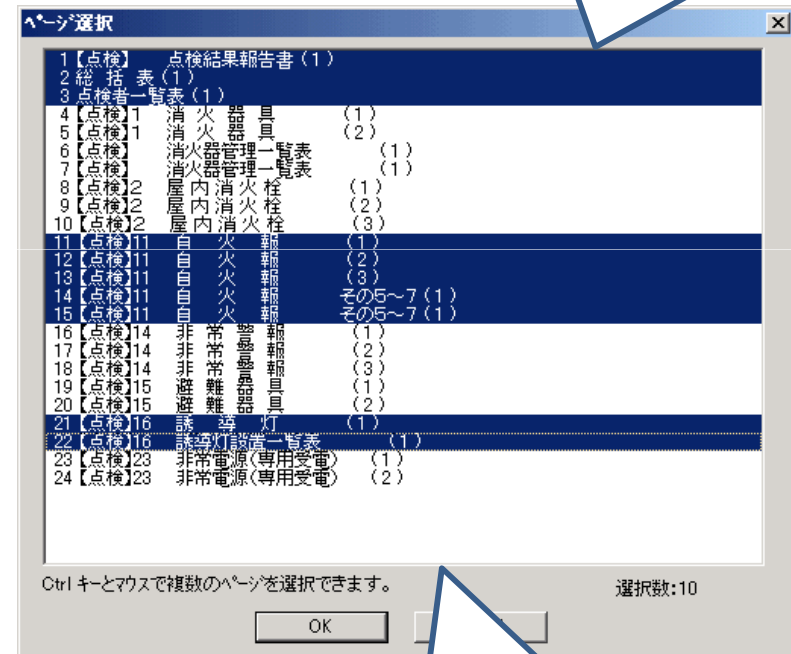 ページ選択
1【点検】 点検結果報告書(1)
2 総 括 表(1)
3 点検者一覧表(1)
4【点検】1 消 火 器 具 (1)
5【点検】1 消 火 器 具 (2)
6【点検】 消火器管理一覧表 (1)
7【点検】 消火器管理一覧表 (1)
8【点検】2 屋内消火栓 (1)
9【点検】2 屋内消火栓 (2)
10【点検】2 屋内消火栓 (3)
11【点検】11 自 火 報 (1)
12【点検】11 自 火 報 (2)
13【点検】11 自 火 報 (3)
14【点検】11 自 火 報 その5~7(1)
15【点検】11 自 火 報 その5~7(1)
16【点検】14 非 常 警 報 (1)
17【点検】14 非 常 警 報 (2)
18【点検】14 非 常 警 報 (3)
19【点検】15 避 難 器 具 (1)
20【点検】15 避 難 器 具 (2)
21【点検】16 誘 導 灯 (1)
22【点検】16 誘導灯設置一覧表 (1)
23【点検】23 非常電源(専用受電) (1)
24【点検】23 非常電源(専用受電) (2)
Ctrl キーとマウスで複数のページを選択できます。
選択数:10
OK